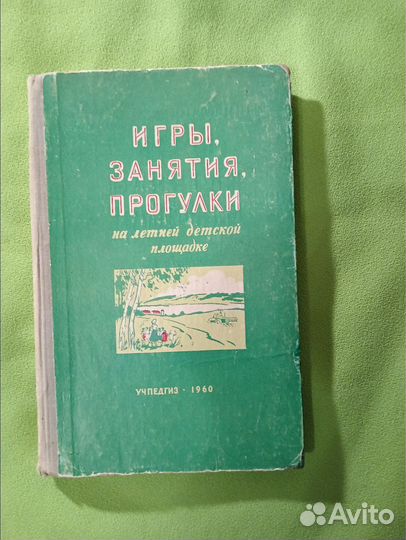 ИГРЫ,
ЗАНЯТИЯ,
ПРОГУЛКИ
на летней детской
площадке
УЧПЕДГИЗ · 1960
Avito